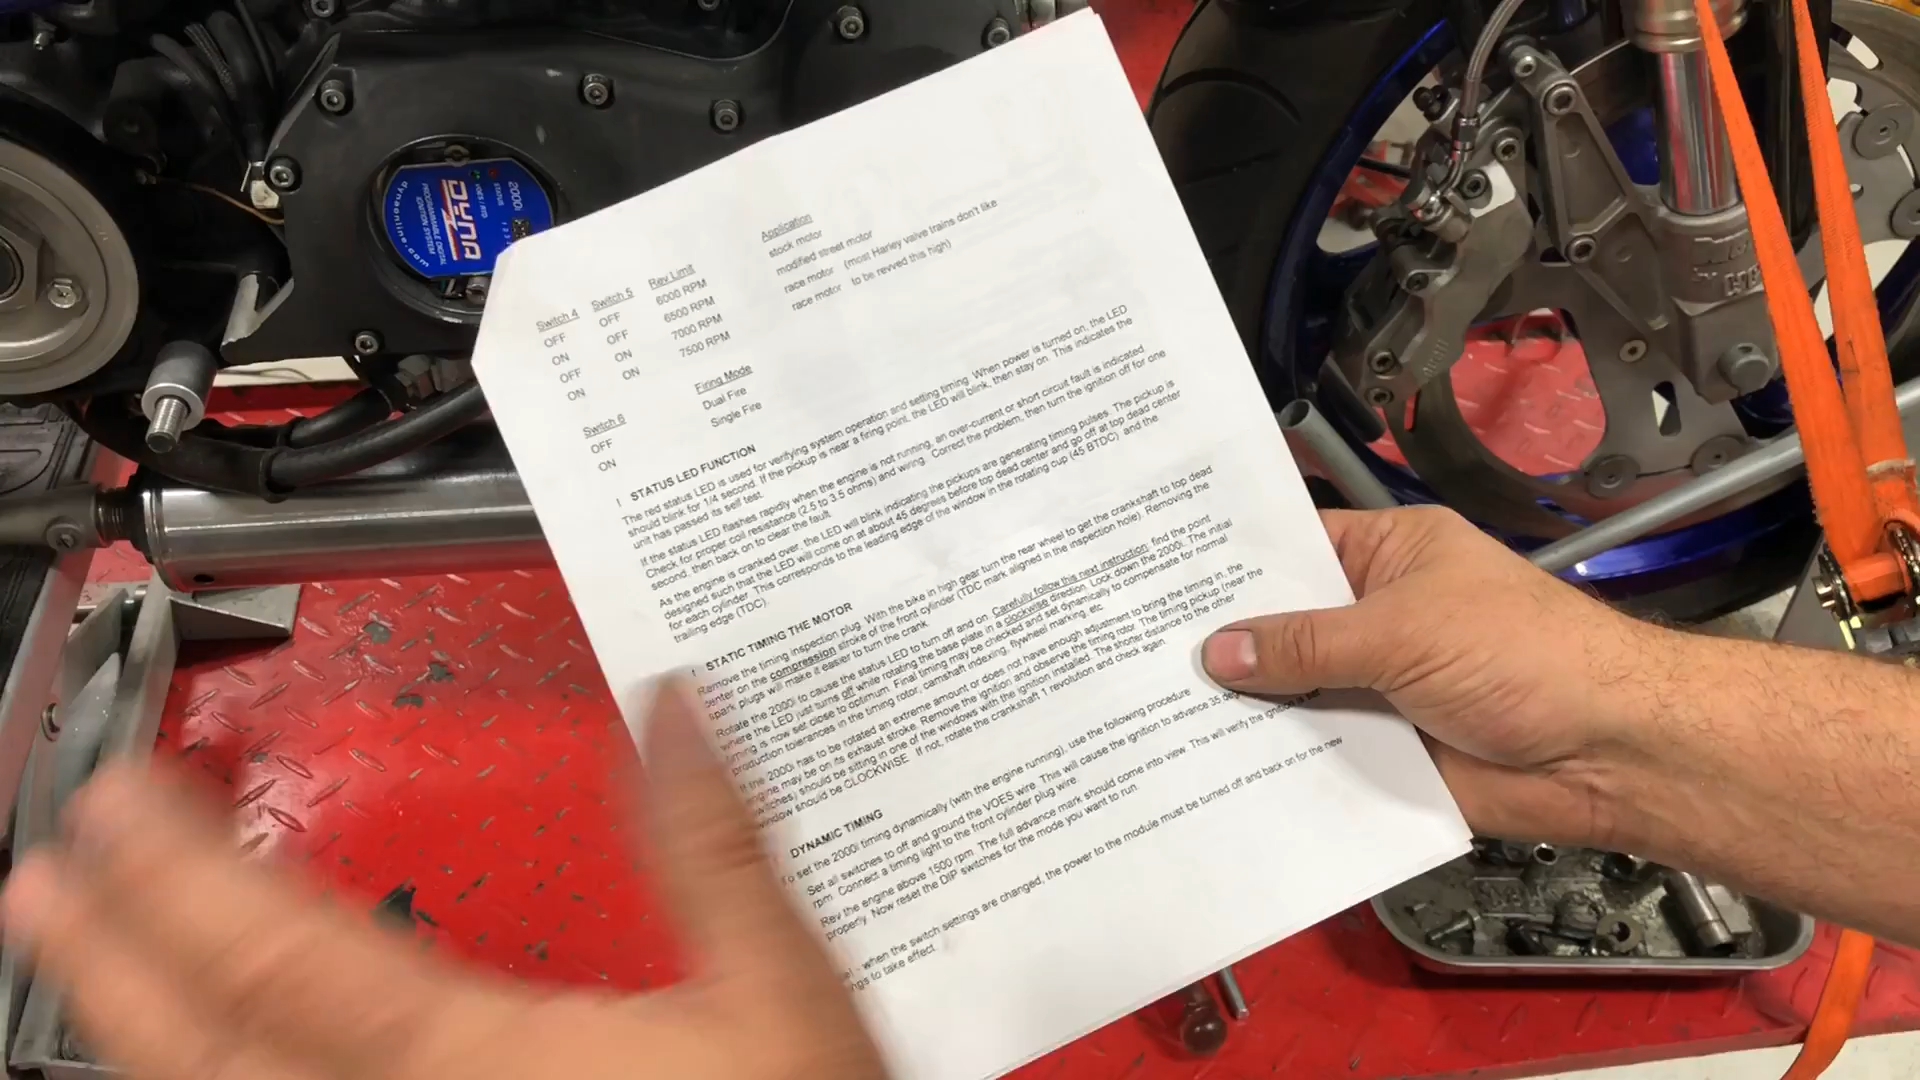 2000i
STATUS
VOES / RTD
DYNA
PROGRAMMABLE DIGITAL
IGNITION SYSTEM
dynaonline.com
Switch 4 Switch 5 Rev Limit Application
OFF OFF 6000 RPM stock motor
ON OFF 6500 RPM modified street motor
OFF ON 7000 RPM race motor (most Harley valve trains don't like
ON ON 7500 RPM race motor to be revved this high)
Switch 6 Firing Mode
OFF Dual Fire
ON Single Fire
STATUS LED FUNCTION
The red status LED is used for verifying system operation and setting timing. When power is turned on, the LED
should blink for 1/4 second. If the pickup is near a firing point, the LED will blink, then stay on. This indicates the
unit has passed its self test.
If the status LED flashes rapidly when the engine is not running, an over-current or short circuit fault is indicated.
Check for proper coil resistance (2.5 to 3.5 ohms) and wiring. Correct the problem, then turn the ignition off for one
second, then back on to clear the fault.
As the engine is cranked over, the LED will blink indicating the pickups are generating timing pulses. The pickup is
designed such that the LED will come on at about 45 degrees before top dead center and go off at top dead center
for each cylinder. This corresponds to the leading edge of the window in the rotating cup (45 BTDC) and the
trailing edge (TDC).
STATIC TIMING THE MOTOR
Remove the timing inspection plug. With the bike in high gear turn the rear wheel to get the crankshaft to top dead
center on the compression stroke of the front cylinder (TDC mark aligned in the inspection hole). Removing the
spark plugs will make it easier to turn the crank.
Rotate the 2000i to cause the status LED to turn off and on. Carefully follow this next instruction: find the point
where the LED just turns off while rotating the base plate in a clockwise direction. Lock down the 2000i. The initial
timing is now set close to optimum. Final timing may be checked and set dynamically to compensate for normal
production tolerances in the timing rotor, camshaft indexing, flywheel marking, etc.
If the 2000i has to be rotated an extreme amount or does not have enough adjustment to bring the timing in, the
engine may be on its exhaust stroke. Remove the ignition and observe the timing rotor. The timing pickup (near the
switches) should be sitting in one of the windows with the ignition installed. The shorter distance to the other
window should be CLOCKWISE. If not, rotate the crankshaft 1 revolution and check again.
DYNAMIC TIMING
To set the 2000i timing dynamically (with the engine running), use the following procedure
Set all switches to off and ground the VOES wire. This will cause the ignition to advance 35 deg
rpm. Connect a timing light to the front cylinder plug wire.
Rev the engine above 1500 rpm. The full advance mark should come into view. This will verify the ignition is set
properly. Now reset the DIP switches for the mode you want to run.
- when the switch settings are changed, the power to the module must be turned off and back on for the new
to take effect.